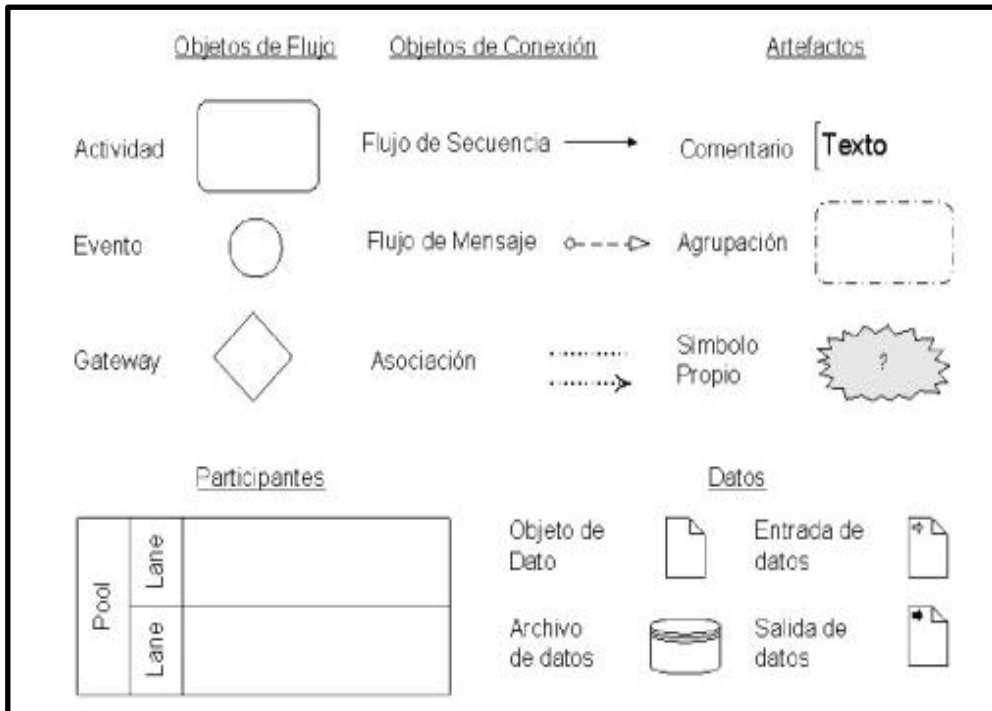 Objetos de Flujo
Objetos de Conexión
Artefactos
Actividad
Flujo de Secuencia
Comentario
Texto
Evento
Flujo de Mensaje
Agrupación
Gateway
Asociación
Simbolo
Propio
?
Participantes
Datos
Pool
Lane
Lane
Objeto de
Dato
Entrada de
datos
Archivo
de datos
Salida de
datos